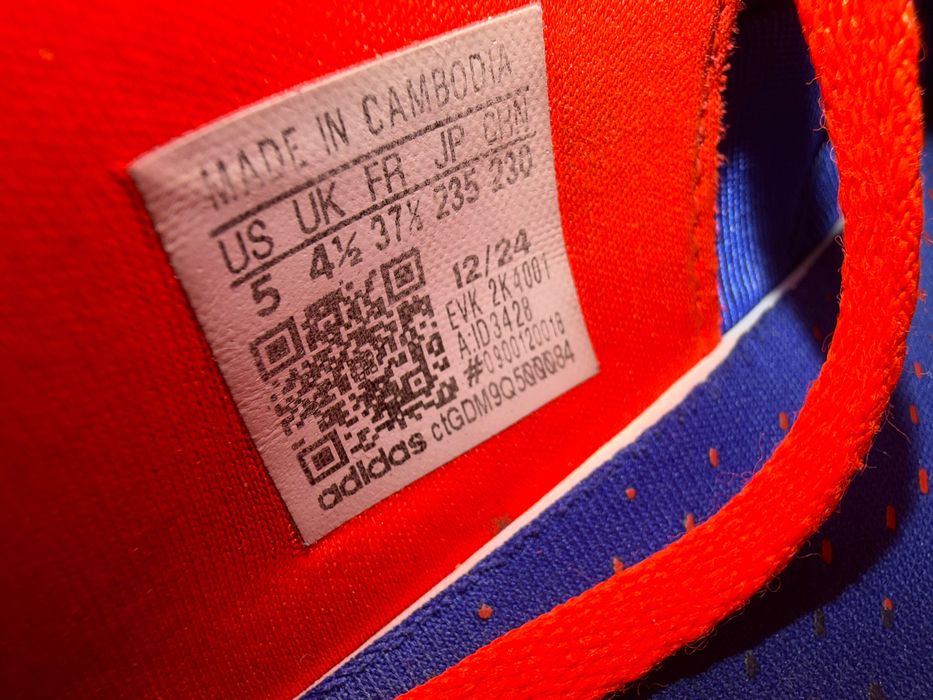 MADE IN CAMBODIA
US UK FR JP CHN
5 4½ 37⅓ 235 230
12/24
EVK 2K4001
A:ID3428
#0900120018
adidas ctGDM9Q500084